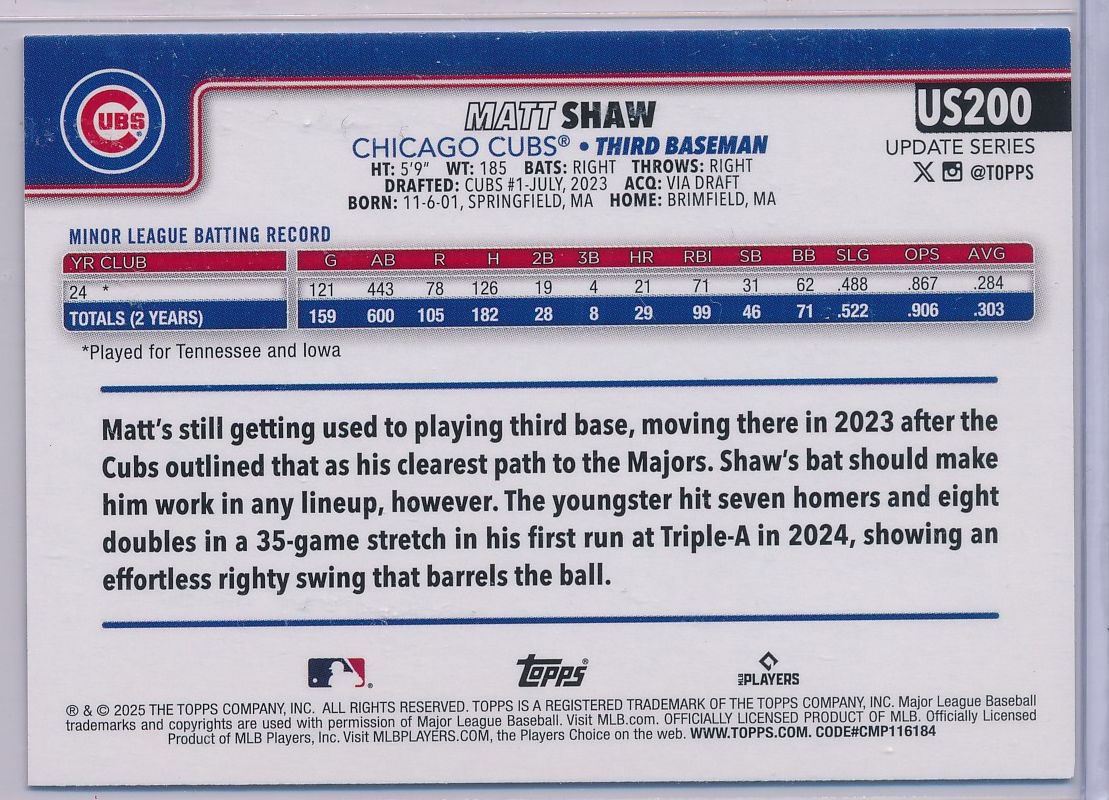 CUBS®
MATT SHAW
US200
CHICAGO CUBS® • THIRD BASEMAN
UPDATE SERIES
HT: 5'9" WT: 185 BATS: RIGHT THROWS: RIGHT
@TOPPS
DRAFTED: CUBS #1-JULY, 2023 ACQ: VIA DRAFT
BORN: 11-6-01, SPRINGFIELD, MA HOME: BRIMFIELD, MA
MINOR LEAGUE BATTING RECORD
YR CLUB G AB R H 2B 3B HR RBI SB BB SLG OPS AVG
24 * 121 443 78 126 19 4 21 71 31 62 .488 .867 .284
TOTALS (2 YEARS) 159 600 105 182 28 8 29 99 46 71 .522 .906 .303
*Played for Tennessee and Iowa
Matt's still getting used to playing third base, moving there in 2023 after the
Cubs outlined that as his clearest path to the Majors. Shaw's bat should make
him work in any lineup, however. The youngster hit seven homers and eight
doubles in a 35-game stretch in his first run at Triple-A in 2024, showing an
effortless righty swing that barrels the ball.
Topps® MLB PLAYERS
® & © 2025 THE TOPPS COMPANY, INC. ALL RIGHTS RESERVED. TOPPS IS A REGISTERED TRADEMARK OF THE TOPPS COMPANY, INC. Major League Baseball
trademarks and copyrights are used with permission of Major League Baseball. Visit MLB.com. OFFICIALLY LICENSED PRODUCT OF MLB. Officially Licensed
Product of MLB Players, Inc. Visit MLBPLAYERS.COM, the Players Choice on the web. WWW.TOPPS.COM. CODE#CMP116184